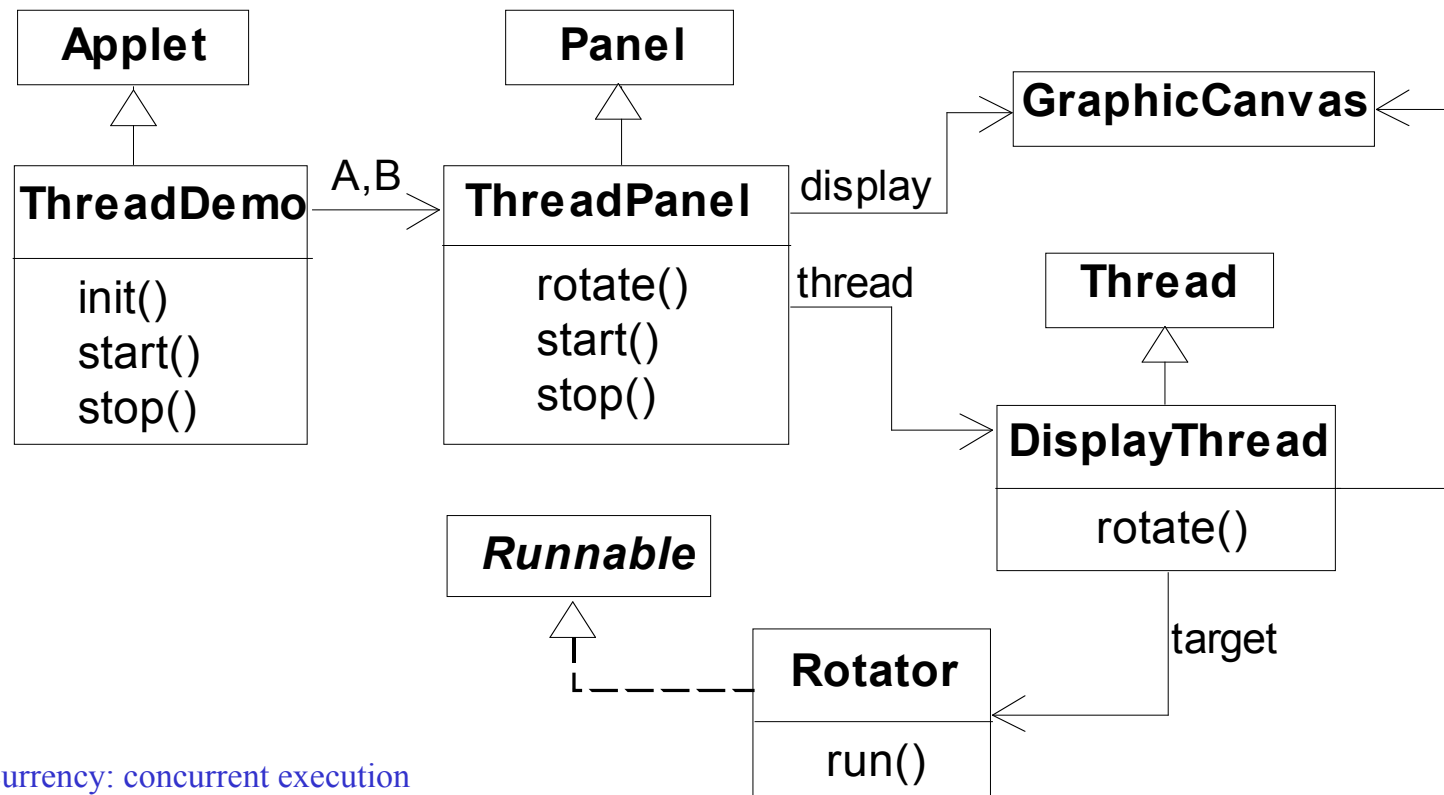 Applet
Panel
GraphicCanvas
ThreadDemo
A,B
ThreadPanel
display
init()
start()
stop()
rotate()
start()
stop()
thread
Thread
DisplayThread
rotate()
Runnable
target
Rotator
run()
urrency: concurrent execution